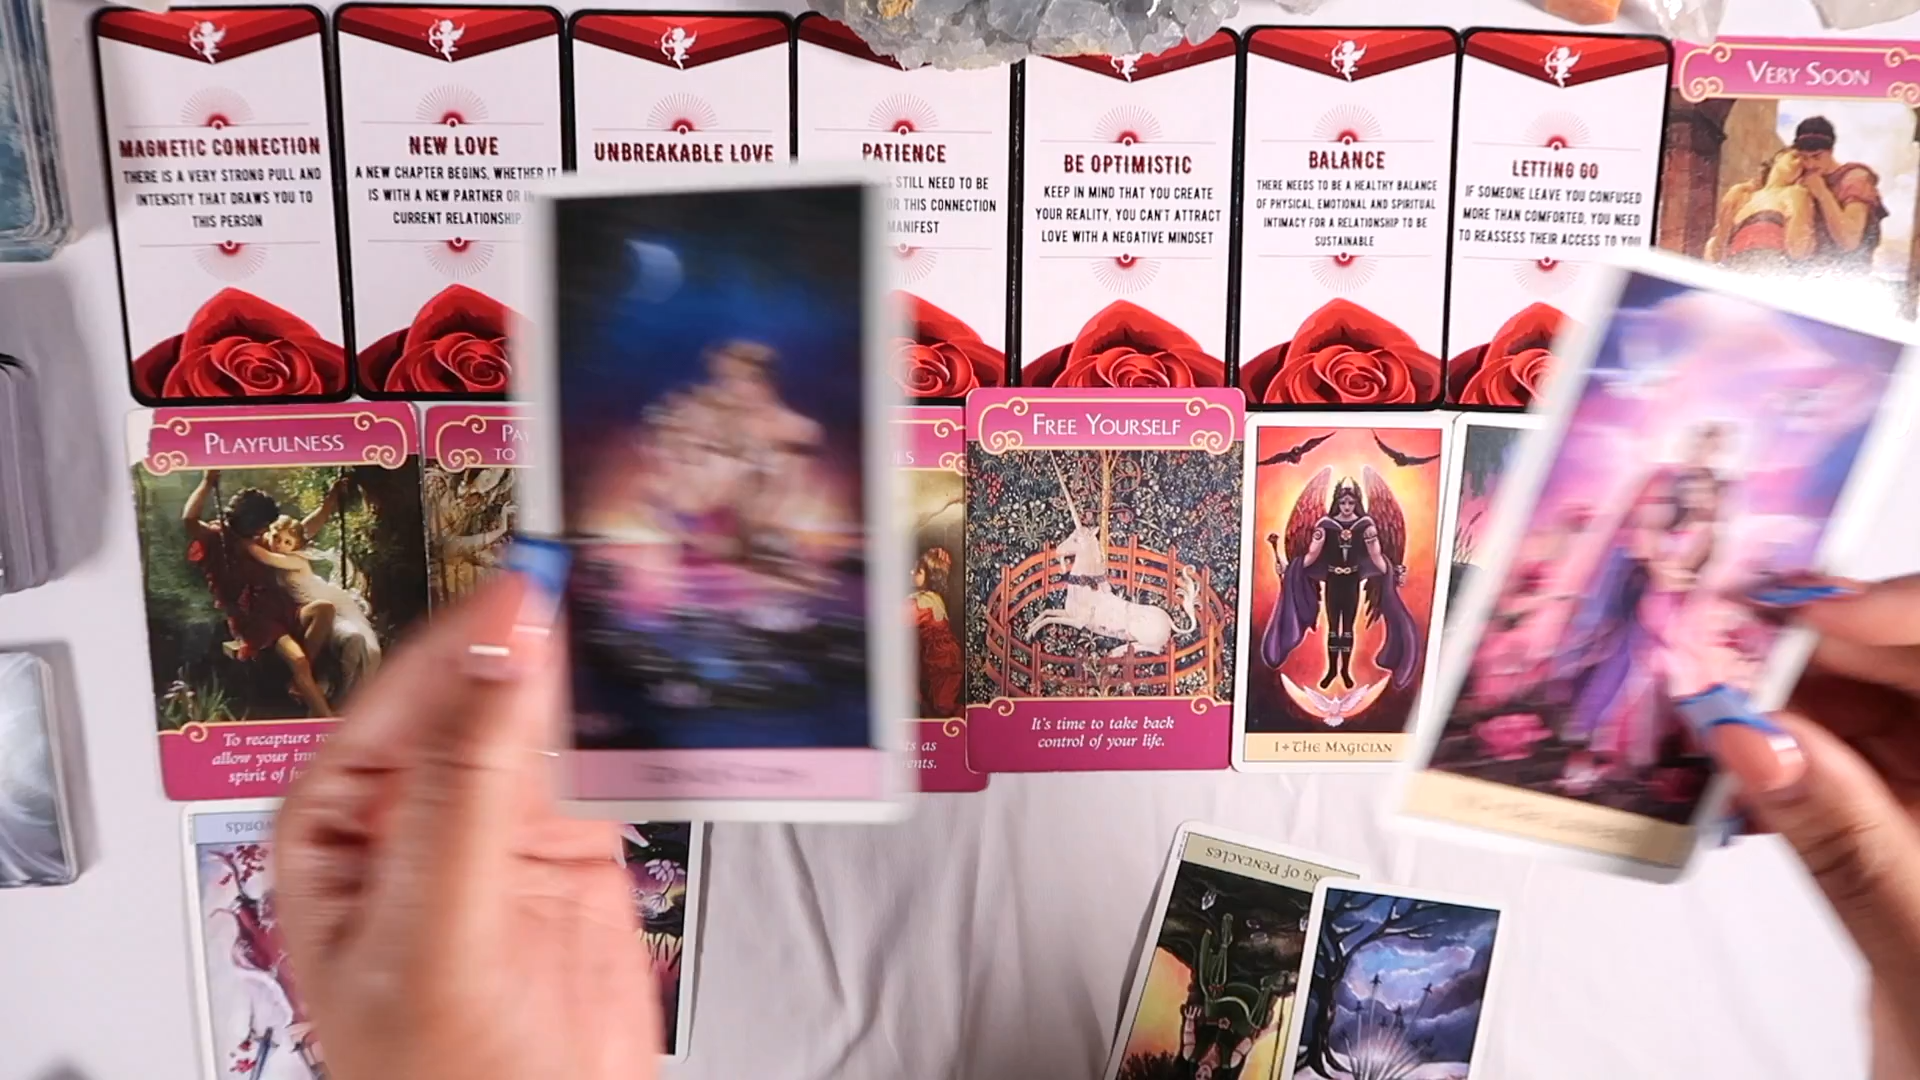 MAGNETIC CONNECTION
THERE IS A VERY STRONG PULL AND
INTENSITY THAT DRAWS YOU TO
THIS PERSON
NEW LOVE
A NEW CHAPTER BEGINS, WHETHER IT
IS WITH A NEW PARTNER OR
CURRENT RELATIONSHIP
UNBREAKABLE LOVE
PATIENCE
STILL NEED TO BE
THIS CONNECTION
MANIFEST
BE OPTIMISTIC
KEEP IN MIND THAT YOU CREATE
YOUR REALITY, YOU CAN'T ATTRACT
LOVE WITH A NEGATIVE MINDSET
BALANCE
THERE NEEDS TO BE A HEALTHY BALANCE
OF PHYSICAL, EMOTIONAL AND SPIRITUAL
INTIMACY FOR A RELATIONSHIP TO BE
SUSTAINABLE
LETTING GO
IF SOMEONE LEAVE YOU CONFUSED
MORE THAN COMFORTED, YOU NEED
TO REASSESS THEIR ACCESS TO YOU
VERY SOON
PLAYFULNESS
To recapture
allow your
spirit of
TO
as
FREE YOURSELF
It's time to take back
control of your life.
I THE MAGICIAN
OF PENTACLES